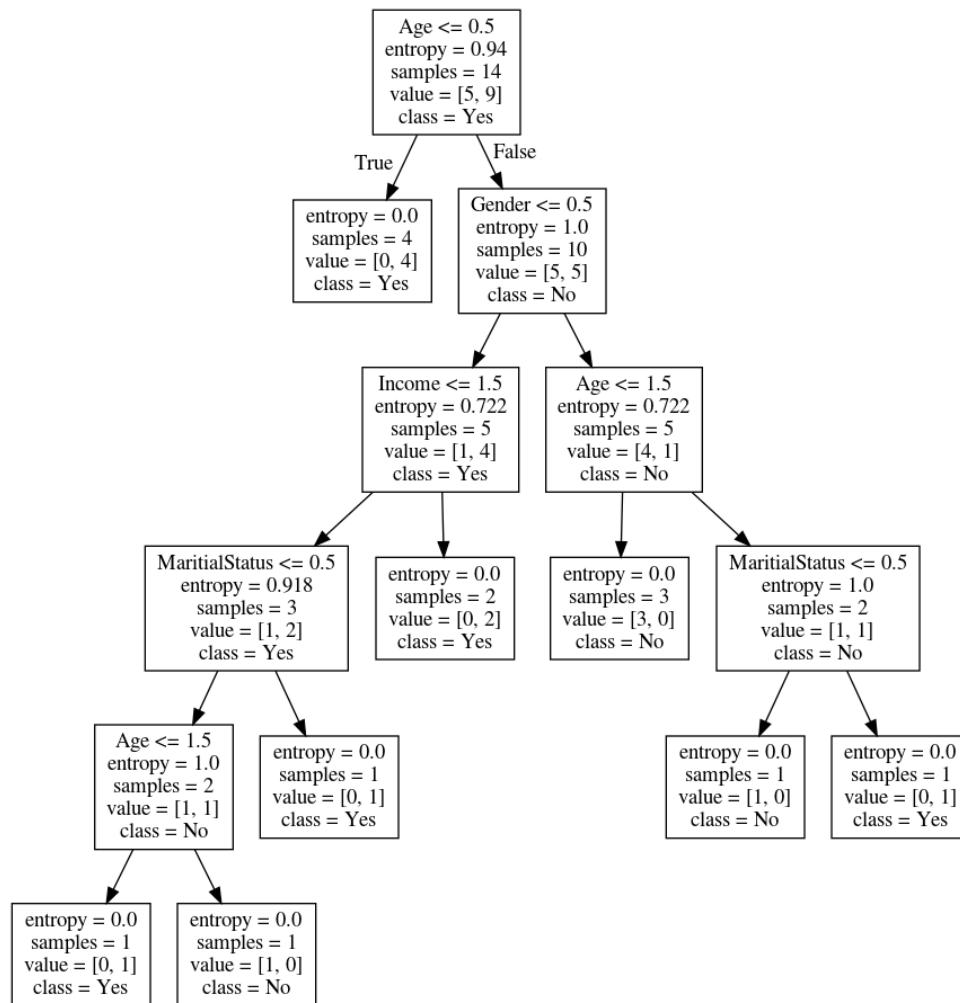 Age <= 0.5
entropy = 0.94
samples = 14
value = [5, 9]
class = Yes
True
False
entropy = 0.0
samples = 4
value = [0, 4]
class = Yes
Gender <= 0.5
entropy = 1.0
samples = 10
value = [5, 5]
class = No
Income <= 1.5
entropy = 0.722
samples = 5
value = [1, 4]
class = Yes
Age <= 1.5
entropy = 0.722
samples = 5
value = [4, 1]
class = No
MaritialStatus <= 0.5
entropy = 0.918
samples = 3
value = [1, 2]
class = Yes
entropy = 0.0
samples = 2
value = [0, 2]
class = Yes
entropy = 0.0
samples = 3
value = [3, 0]
class = No
MaritialStatus <= 0.5
entropy = 1.0
samples = 2
value = [1, 1]
class = No
Age <= 1.5
entropy = 1.0
samples = 2
value = [1, 1]
class = No
entropy = 0.0
samples = 1
value = [0, 1]
class = Yes
entropy = 0.0
samples = 1
value = [1, 0]
class = No
entropy = 0.0
samples = 1
value = [0, 1]
class = Yes
entropy = 0.0
samples = 1
value = [0, 1]
class = Yes
entropy = 0.0
samples = 1
value = [1, 0]
class = No